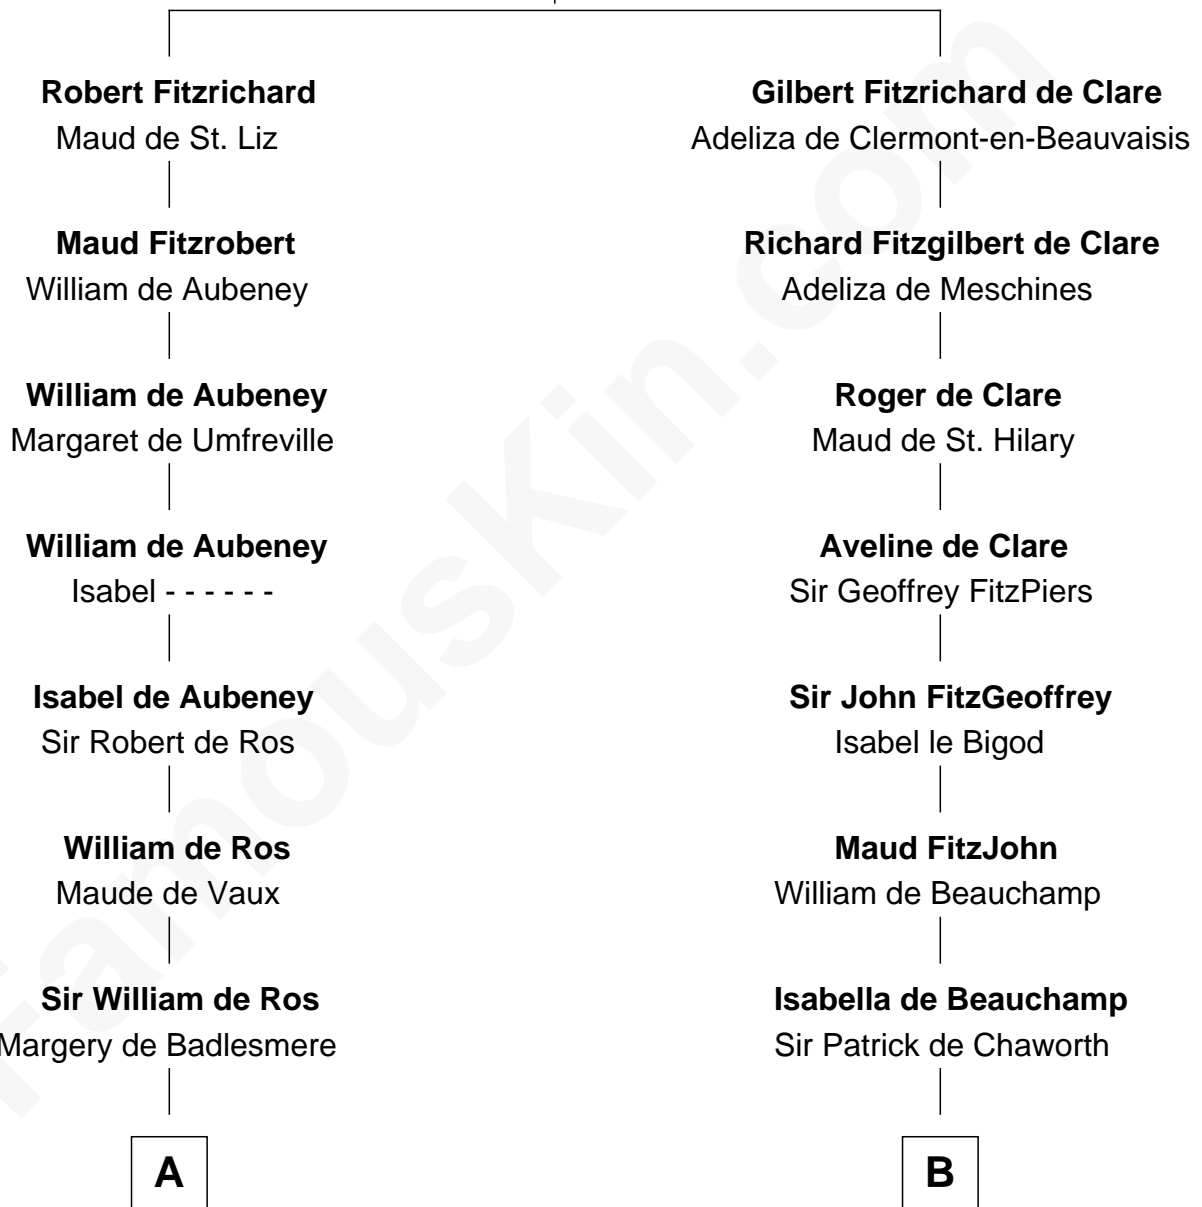 Robert Fitzrichard
Maud de St. Liz
Maud Fitzrobert
William de Aubeney
William de Aubeney
Margaret de Umfreville
William de Aubeney
Isabel - - - - - -
Isabel de Aubeney
Sir Robert de Ros
William de Ros
Maude de Vaux
Sir William de Ros
Margery de Badlesmere
A
Gilbert Fitzrichard de Clare
Adeliza de Clermont-en-Beauvaisis
Richard Fitzgilbert de Clare
Adeliza de Meschines
Roger de Clare
Maud de St. Hilary
Aveline de Clare
Sir Geoffrey FitzPiers
Sir John FitzGeoffrey
Isabel le Bigod
Maud FitzJohn
William de Beauchamp
Isabella de Beauchamp
Sir Patrick de Chaworth
B
FamousKin.com